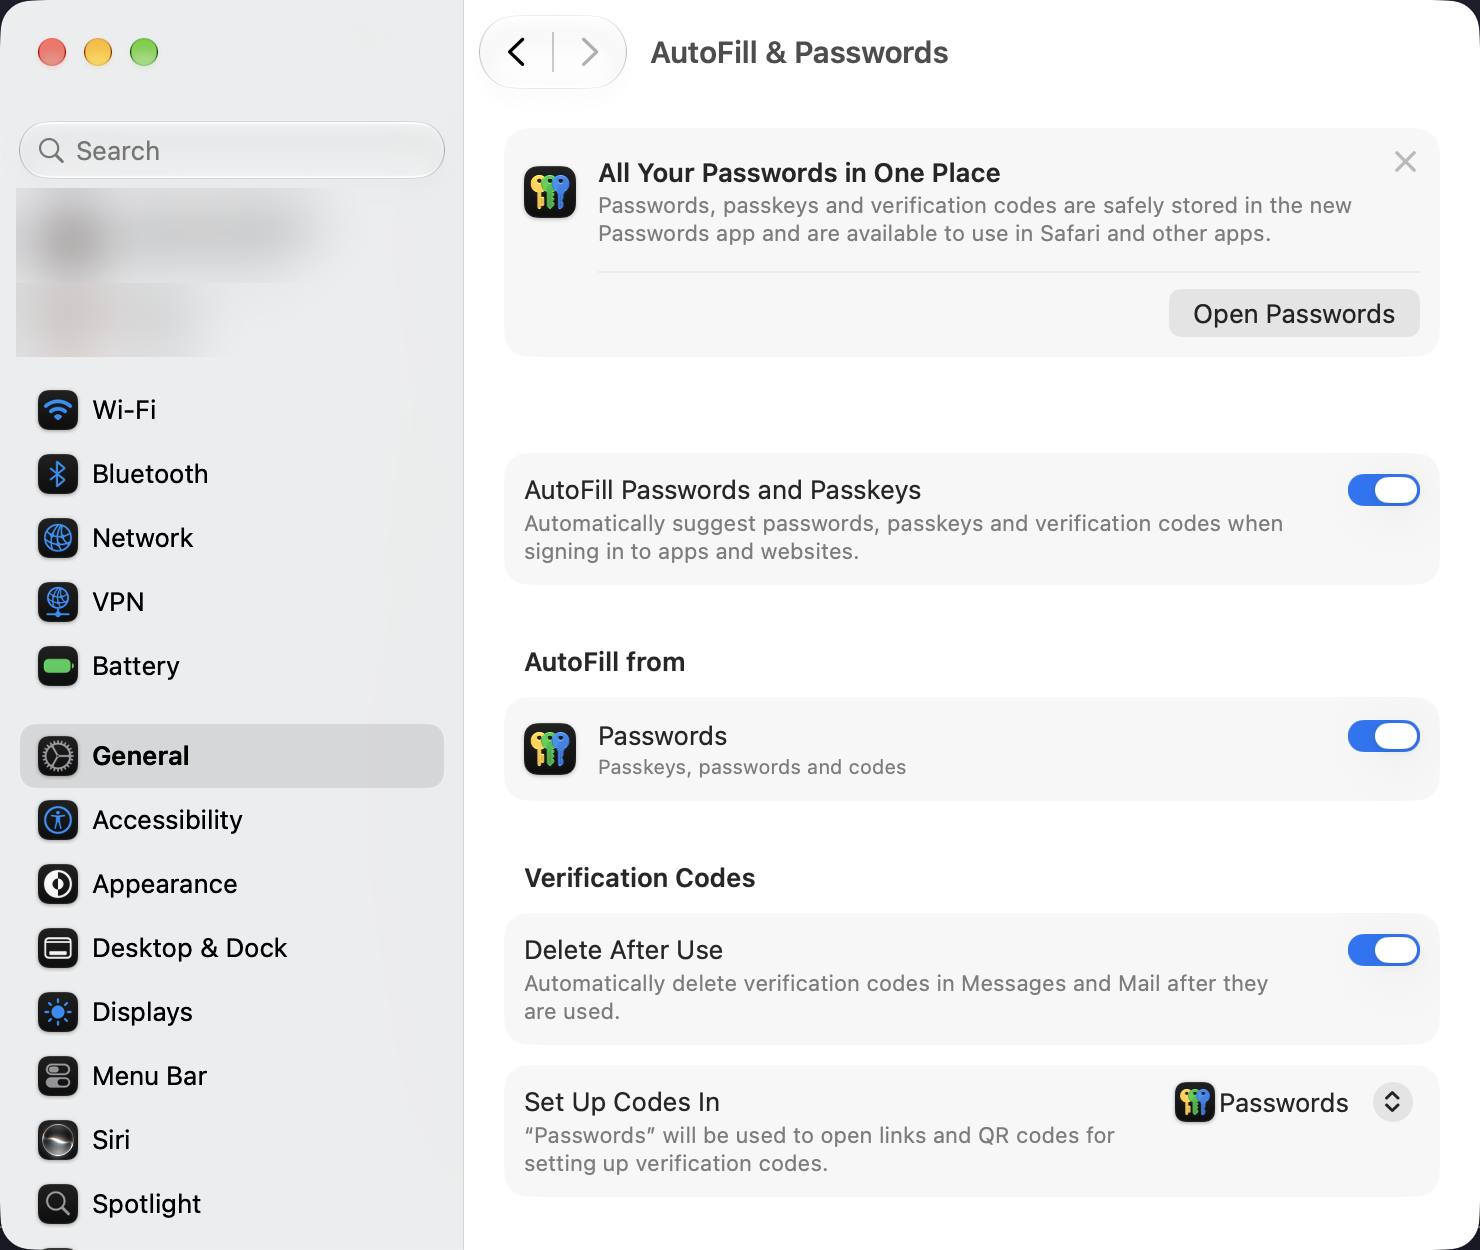 AutoFill & Passwords
Search
Wi-Fi
Bluetooth
Network
VPN
Battery
General
Accessibility
Appearance
Desktop & Dock
Displays
Menu Bar
Siri
Spotlight
All Your Passwords in One Place
Passwords, passkeys and verification codes are safely stored in the new
Passwords app and are available to use in Safari and other apps.
Open Passwords
AutoFill Passwords and Passkeys
Automatically suggest passwords, passkeys and verification codes when
signing in to apps and websites.
AutoFill from
Passwords
Passkeys, passwords and codes
Verification Codes
Delete After Use
Automatically delete verification codes in Messages and Mail after they
are used.
Set Up Codes In
Passwords
“Passwords” will be used to open links and QR codes for
setting up verification codes.